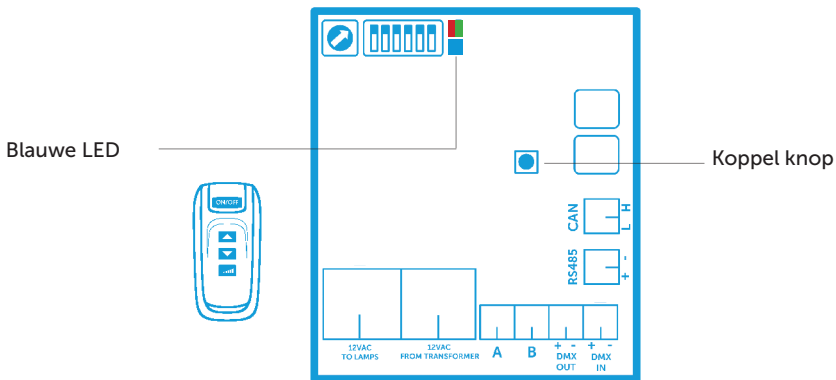 Blauwe LED
Koppel knop
ON/OFF
CAN
H
L
RS485
-
+
12VAC
TO LAMPS
12VAC
FROM TRANSFORMER
A
B
+ -
DMX
OUT
+ -
DMX
IN